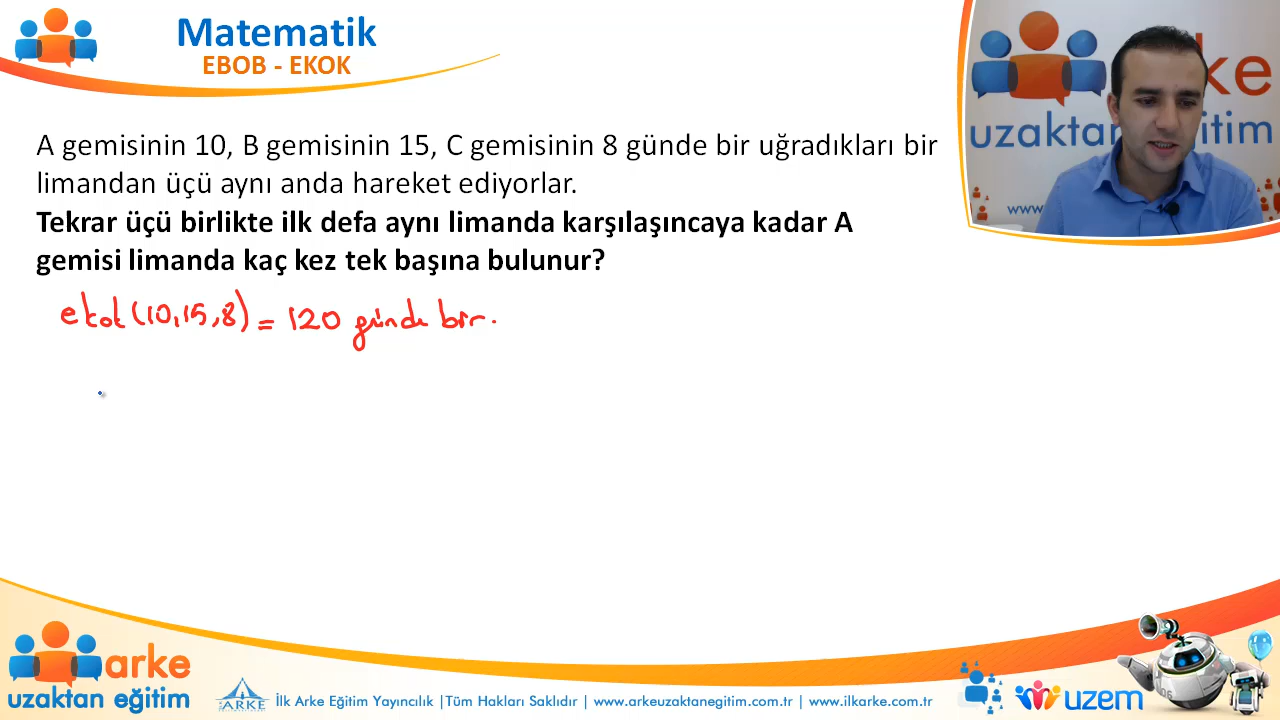 Matematik
EBOB - EKOK
arke
uzaktan eğitim
www
A gemisinin 10, B gemisinin 15, C gemisinin 8 günde bir uğradıkları bir
limandan üçü aynı anda hareket ediyorlar.
Tekrar üçü birlikte ilk defa aynı limanda karşılaşıncaya kadar A
gemisi limanda kaç kez tek başına bulunur?
ekok(10,15,8) = 120 günde bir.
arke
uzaktan eğitim
ARKE
İlk Arke Eğitim Yayıncılık |Tüm Hakları Saklıdır | www.arkeuzaktanegitim.com.tr | www.ilkarke.com.tr
uzem